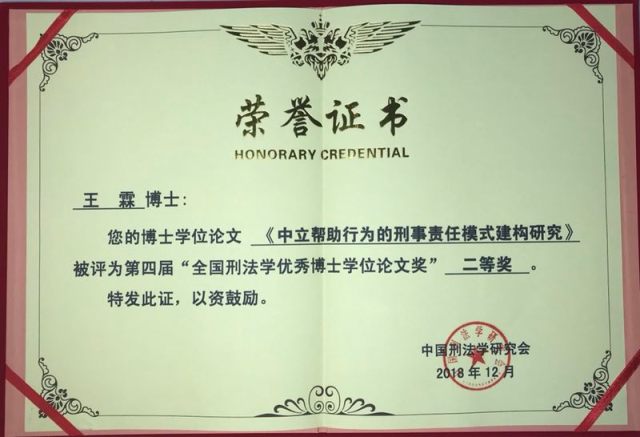 荣誉证书
HONORARY CREDENTIAL
王 霖 博士：
您的博士学位论文 《中立帮助行为的刑事责任模式建构研究》
被评为第四届“全国刑法学优秀博士学位论文奖” 二等奖 。
特发此证，以资鼓励。
中国刑法学研究会
2018 年 12 月